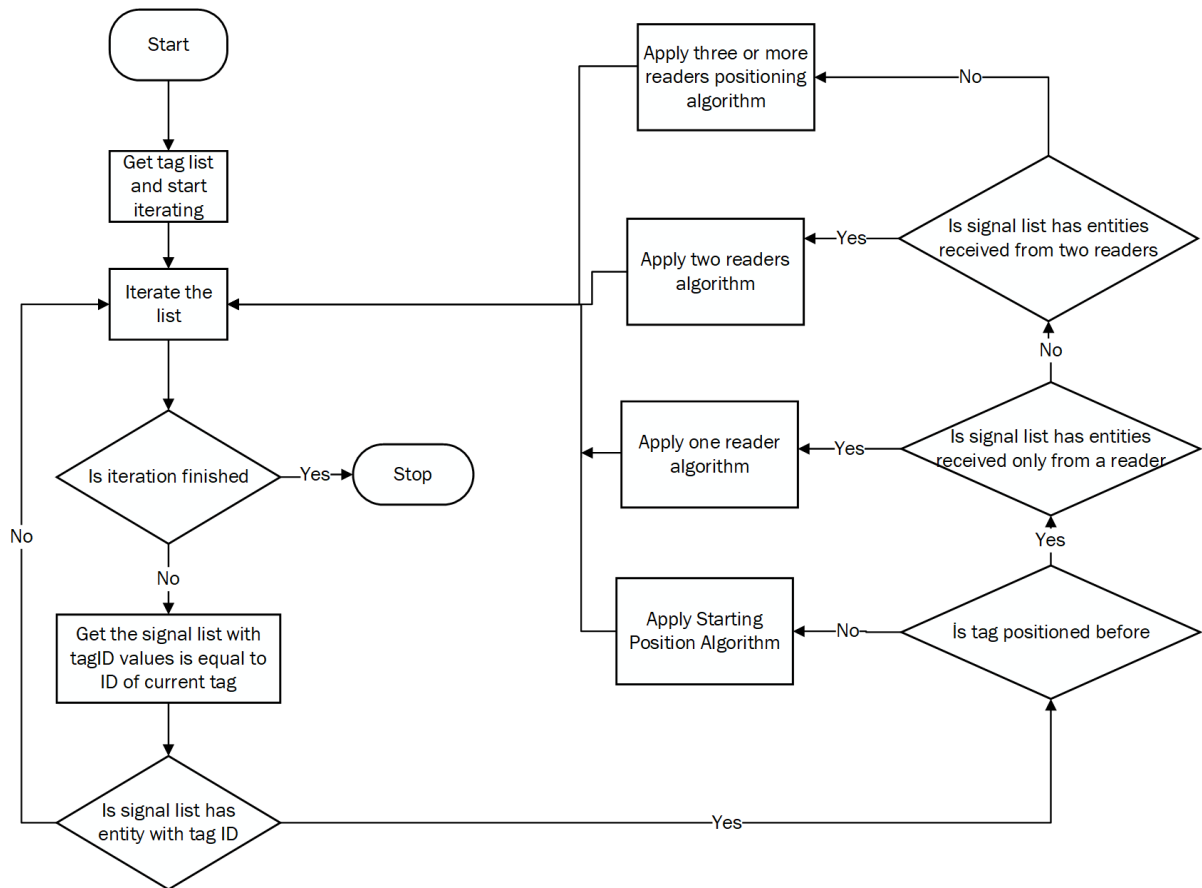 Start
Get tag list
and start
iterating
Iterate the
list
Is iteration finished
Yes
Stop
No
No
Get the signal list with
tagID values is equal to
ID of current tag
Is signal list has
entity with tag ID
Yes
Apply three or more
readers positioning
algorithm
No
Is signal list has entities
received from two readers
Yes
Apply two readers
algorithm
No
Is signal list has entities
received only from a reader
Yes
Apply one reader
algorithm
Yes
İs tag positioned before
No
Apply Starting
Position Algorithm